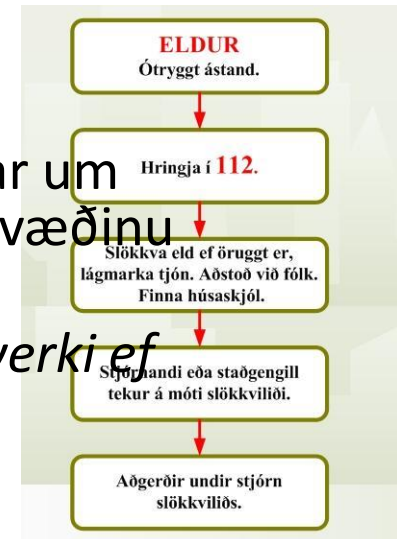 ELDUR
Ótryggt ástand.
Hringja í 112.
ar um
væðinu
Slökkva eld ef öruggt er,
lágmarka tjón. Aðstoð við fólk.
Finna húsaskjól.
verki ef
Stjórnandi eða staðgengill
tekur á móti slökkviliði.
Aðgerðir undir stjórn
slökkviliðs.